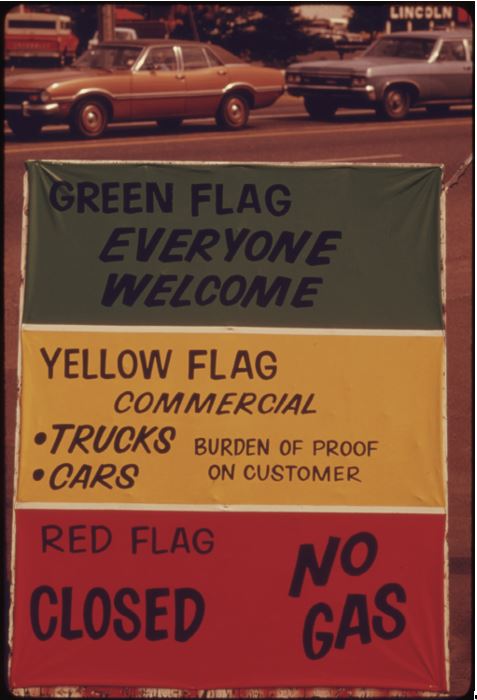 LINCOLN
GREEN FLAG
EVERYONE
WELCOME
YELLOW FLAG
COMMERCIAL
•TRUCKS BURDEN OF PROOF
•CARS ON CUSTOMER
RED FLAG
NO
CLOSED
GAS